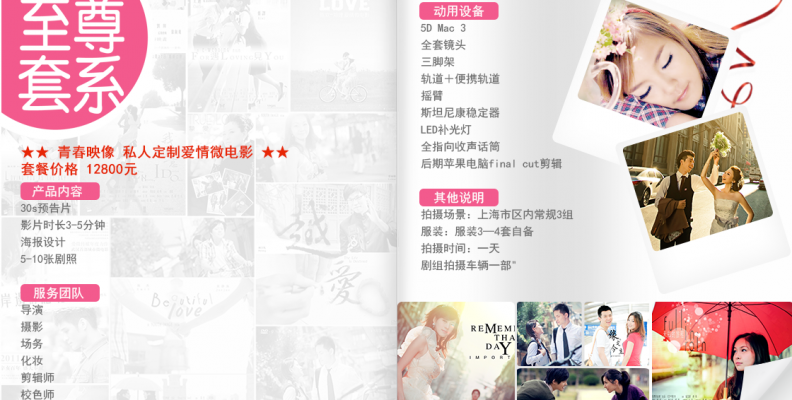 至尊
套系
★★ 青春映像 私人定制爱情微电影 ★★
套餐价格 12800元
产品内容
30s预告片
影片时长3-5分钟
海报设计
5-10张剧照
服务团队
导演
摄影
场务
化妆
剪辑师
校色师
动用设备
5D Mac 3
全套镜头
三脚架
轨道＋便携轨道
摇臂
斯坦尼康稳定器
LED补光灯
全指向收声话筒
后期苹果电脑final cut剪辑
其他说明
拍摄场景：上海市区内常规3组
服装：服装3—4套自备
拍摄时间：一天
剧组拍摄车辆一部"
LOVE
越
爱
Beautiful
love
REMEMBER
THAT
DAY